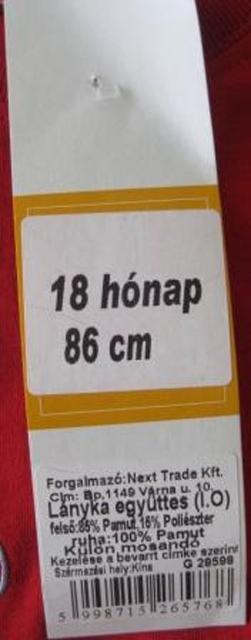 18 hónap
86 cm
Forgalmazó:Next Trade Kft.
Cím: Bp,1149 Várna u. 10.
Lányka együttes (I.O)
felső:85% Pamut,15% Poliészter
ruha:100% Pamut
Külön mosandó
Kezelése a bevarrt címke szerint
Származási hely:Kína G 28598
5 998715 265768